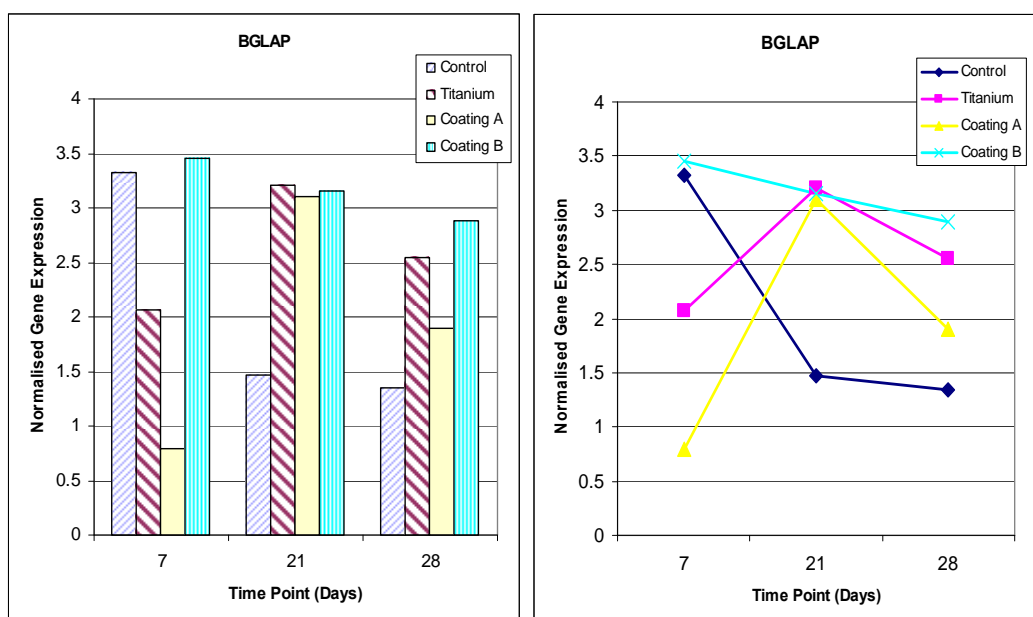 BGLAP
Control
Titanium
Coating A
Coating B
Normalised Gene Expression
4
3.5
3
2.5
2
1.5
1
0.5
0
7 21 28
Time Point (Days)
BGLAP
Control
Titanium
Coating A
Coating B
Normalised Gene Expression
4
3.5
3
2.5
2
1.5
1
0.5
0
7 21 28
Time Point (Days)